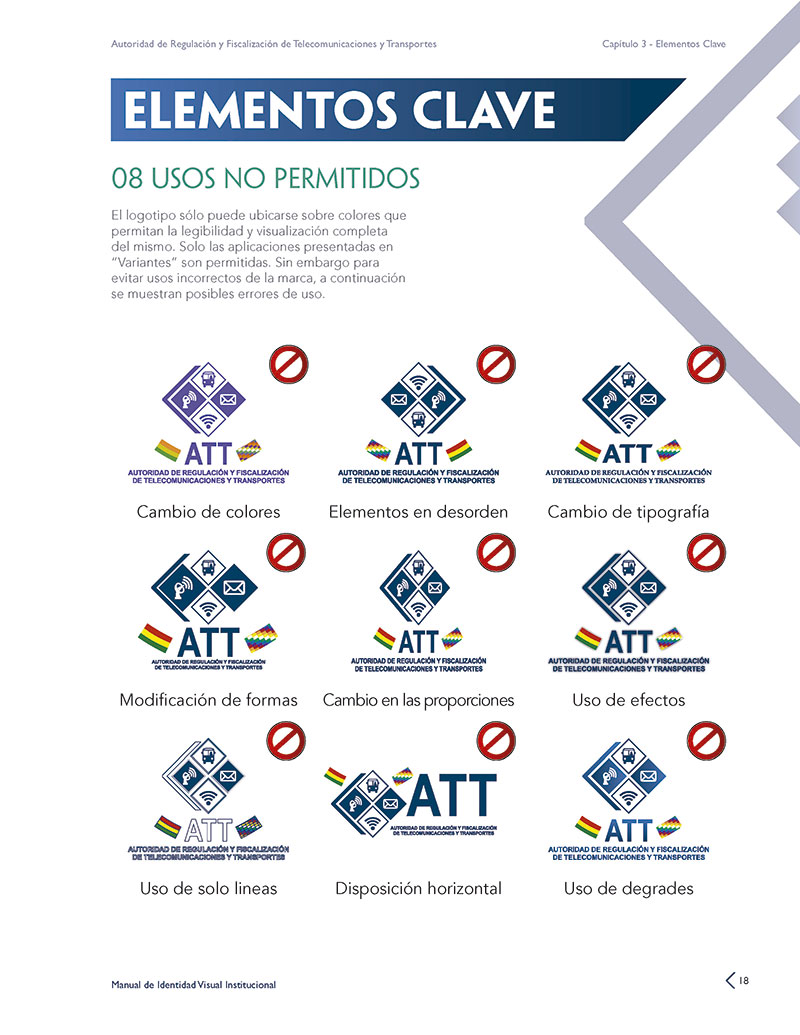 Autoridad de Regulación y Fiscalización de Telecomunicaciones y Transportes
Capítulo 3 - Elementos Clave
ELEMENTOS CLAVE
08 USOS NO PERMITIDOS
El logotipo sólo puede ubicarse sobre colores que
permitan la legibilidad y visualización completa
del mismo. Solo las aplicaciones presentadas en
“Variantes” son permitidas. Sin embargo para
evitar usos incorrectos de la marca, a continuación
se muestran posibles errores de uso.
ATT
AUTORIDAD DE REGULACIÓN Y FISCALIZACIÓN
DE TELECOMUNICACIONES Y TRANSPORTES
Cambio de colores
ATT
AUTORIDAD DE REGULACIÓN Y FISCALIZACIÓN
DE TELECOMUNICACIONES Y TRANSPORTES
Elementos en desorden
ATT
AUTORIDAD DE REGULACIÓN Y FISCALIZACIÓN
DE TELECOMUNICACIONES Y TRANSPORTES
Cambio de tipografía
ATT
AUTORIDAD DE REGULACIÓN Y FISCALIZACIÓN
DE TELECOMUNICACIONES Y TRANSPORTES
Modificación de formas
ATT
AUTORIDAD DE REGULACIÓN Y FISCALIZACIÓN
DE TELECOMUNICACIONES Y TRANSPORTES
Cambio en las proporciones
ATT
AUTORIDAD DE REGULACIÓN Y FISCALIZACIÓN
DE TELECOMUNICACIONES Y TRANSPORTES
Uso de efectos
ATT
AUTORIDAD DE REGULACIÓN Y FISCALIZACIÓN
DE TELECOMUNICACIONES Y TRANSPORTES
Uso de solo lineas
ATT
AUTORIDAD DE REGULACIÓN Y FISCALIZACIÓN
DE TELECOMUNICACIONES Y TRANSPORTES
Disposición horizontal
ATT
AUTORIDAD DE REGULACIÓN Y FISCALIZACIÓN
DE TELECOMUNICACIONES Y TRANSPORTES
Uso de degrades
Manual de Identidad Visual Institucional
18